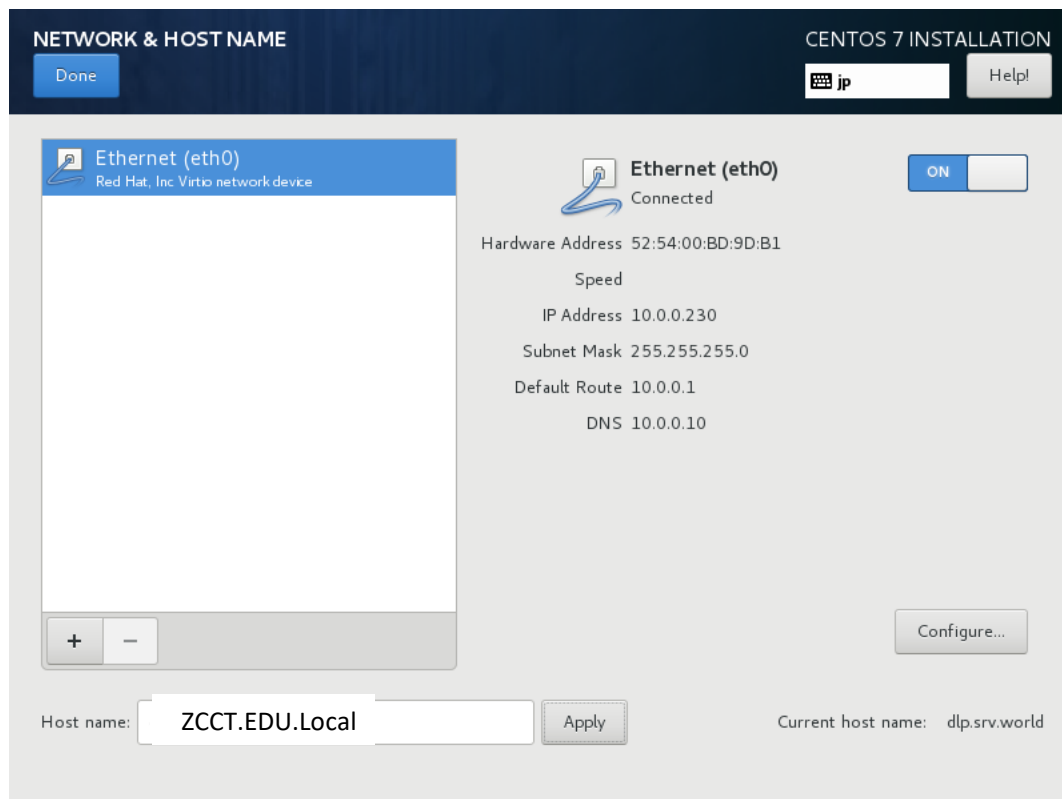 NETWORK & HOST NAME
CENTOS 7 INSTALLATION
Done
jp
Help!
Ethernet (eth0)
Red Hat, Inc Virtio network device
Ethernet (eth0)
Connected
ON
Hardware Address 52:54:00:BD:9D:B1
Speed
IP Address 10.0.0.230
Subnet Mask 255.255.255.0
Default Route 10.0.0.1
DNS 10.0.0.10
+ −
Configure...
Host name: ZCCT.EDU.Local Apply Current host name: dlp.srv.world